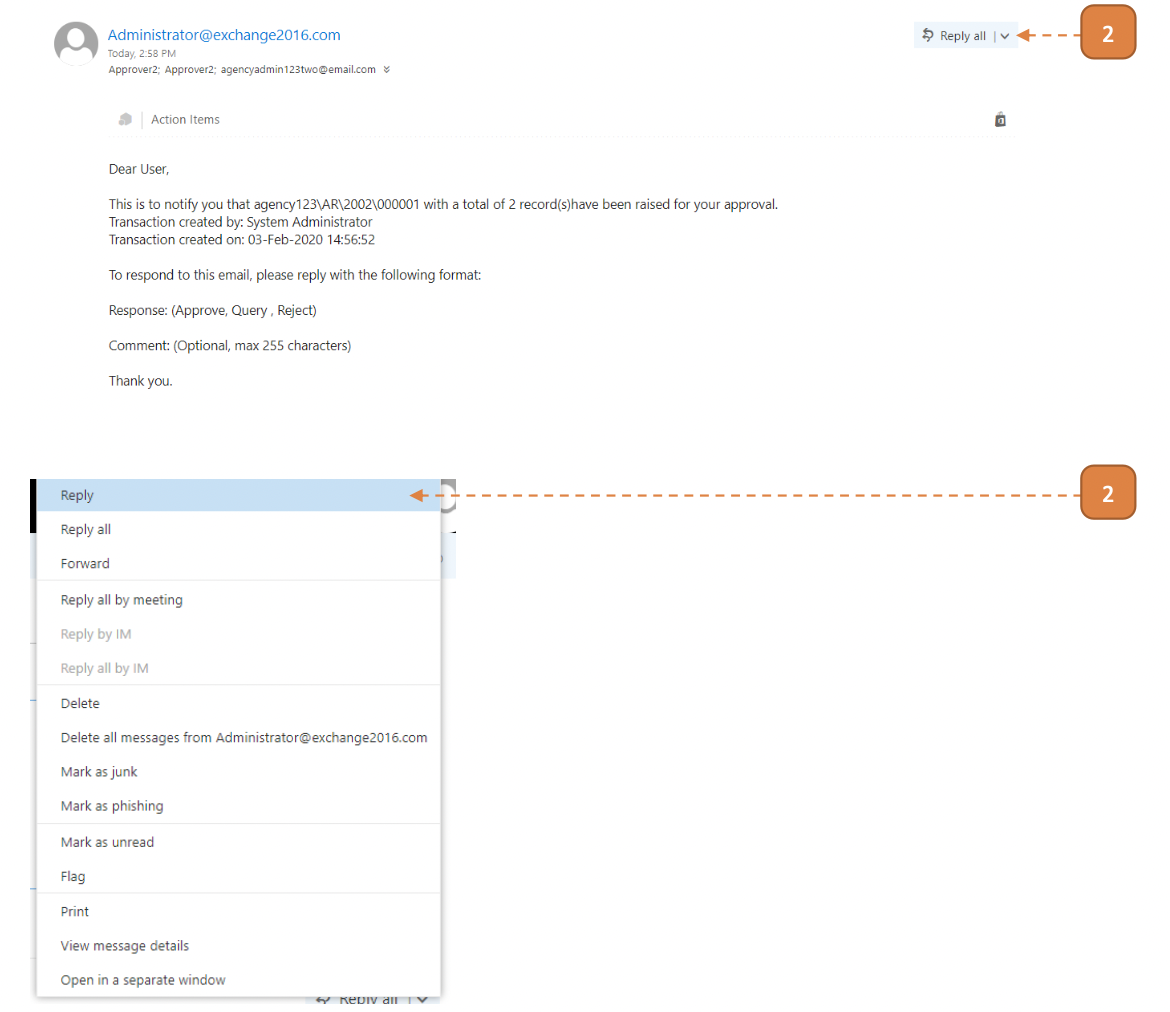 Administrator@exchange2016.com
Reply all
2
Today, 2:58 PM
Approver2; Approver2; agencyadmin123two@email.com
Action Items
Dear User,
This is to notify you that agency123\AR\2002\000001 with a total of 2 record(s)have been raised for your approval.
Transaction created by: System Administrator
Transaction created on: 03-Feb-2020 14:56:52
To respond to this email, please reply with the following format:
Response: (Approve, Query , Reject)
Comment: (Optional, max 255 characters)
Thank you.
Reply
2
Reply all
Forward
Reply all by meeting
Reply by IM
Reply all by IM
Delete
Delete all messages from Administrator@exchange2016.com
Mark as junk
Mark as phishing
Mark as unread
Flag
Print
View message details
Open in a separate window
Reply all